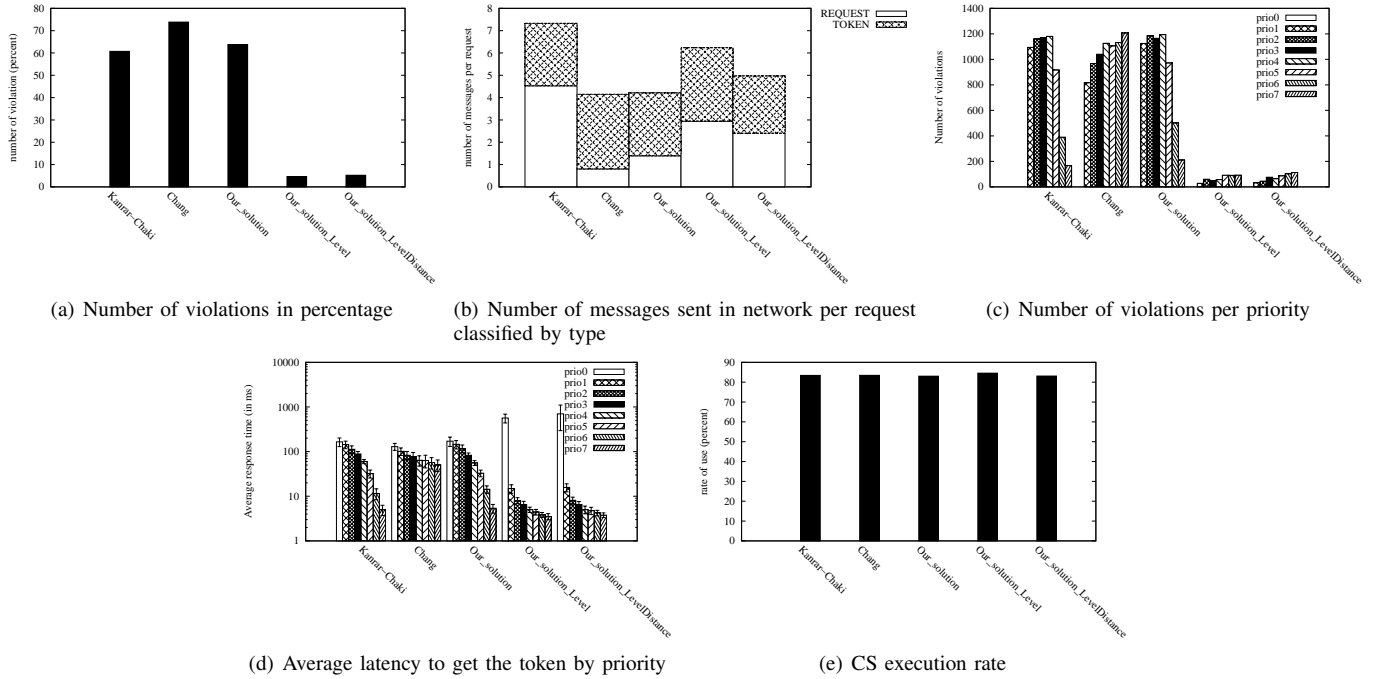 80
70
60
50
40
30
20
10
0
number of violation (percent)
Kanrar-Chaki
Chang
Our_solution
Our_solution_Level
Our_solution_LevelDistance
(a) Number of violations in percentage
REQUEST
TOKEN
8
7
6
5
4
3
2
1
0
number of messages per request
Kanrar-Chaki
Chang
Our_solution
Our_solution_Level
Our_solution_LevelDistance
(b) Number of messages sent in network per request
classified by type
1400
1200
1000
800
600
400
200
0
Number of violations
prio0
prio1
prio2
prio3
prio4
prio5
prio6
prio7
Kanrar-Chaki
Chang
Our_solution
Our_solution_Level
Our_solution_LevelDistance
(c) Number of violations per priority
10000
1000
100
10
1
Average response time (in ms)
prio0
prio1
prio2
prio3
prio4
prio5
prio6
prio7
Kanrar-Chaki
Chang
Our_solution
Our_solution_Level
Our_solution_LevelDistance
(d) Average latency to get the token by priority
90
80
70
60
50
40
30
20
10
0
rate of use (percent)
Kanrar-Chaki
Chang
Our_solution
Our_solution_Level
Our_solution_LevelDistance
(e) CS execution rate